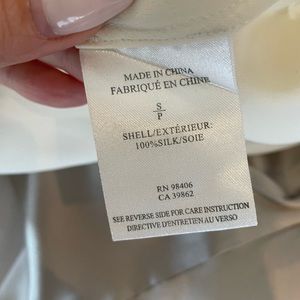 MADE IN CHINA
FABRIQUÉ EN CHINE
S
P
SHELL/EXTÉRIEUR:
100%SILK/SOIE
RN 98406
CA 39862
SEE REVERSE SIDE FOR CARE INSTRUCTION
DIRECTIVE D'ENTRETIEN AU VERSO